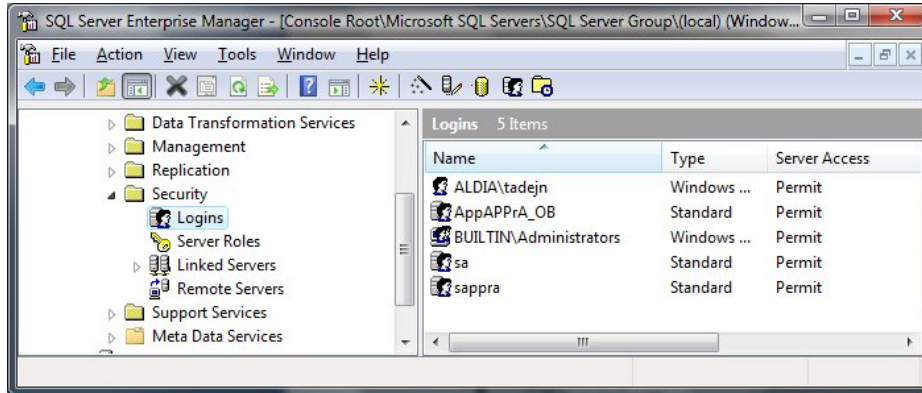 SQL Server Enterprise Manager - [Console Root\Microsoft SQL Servers\SQL Server Group\(local) (Window...
File Action View Tools Window Help
Data Transformation Services
Management
Replication
Security
Logins
Server Roles
Linked Servers
Remote Servers
Support Services
Meta Data Services
Logins 5 Items
Name Type Server Access
ALDIA\tadejn Windows ... Permit
AppAPPrA_OB Standard Permit
BUILTIN\Administrators Windows ... Permit
sa Standard Permit
sappra Standard Permit